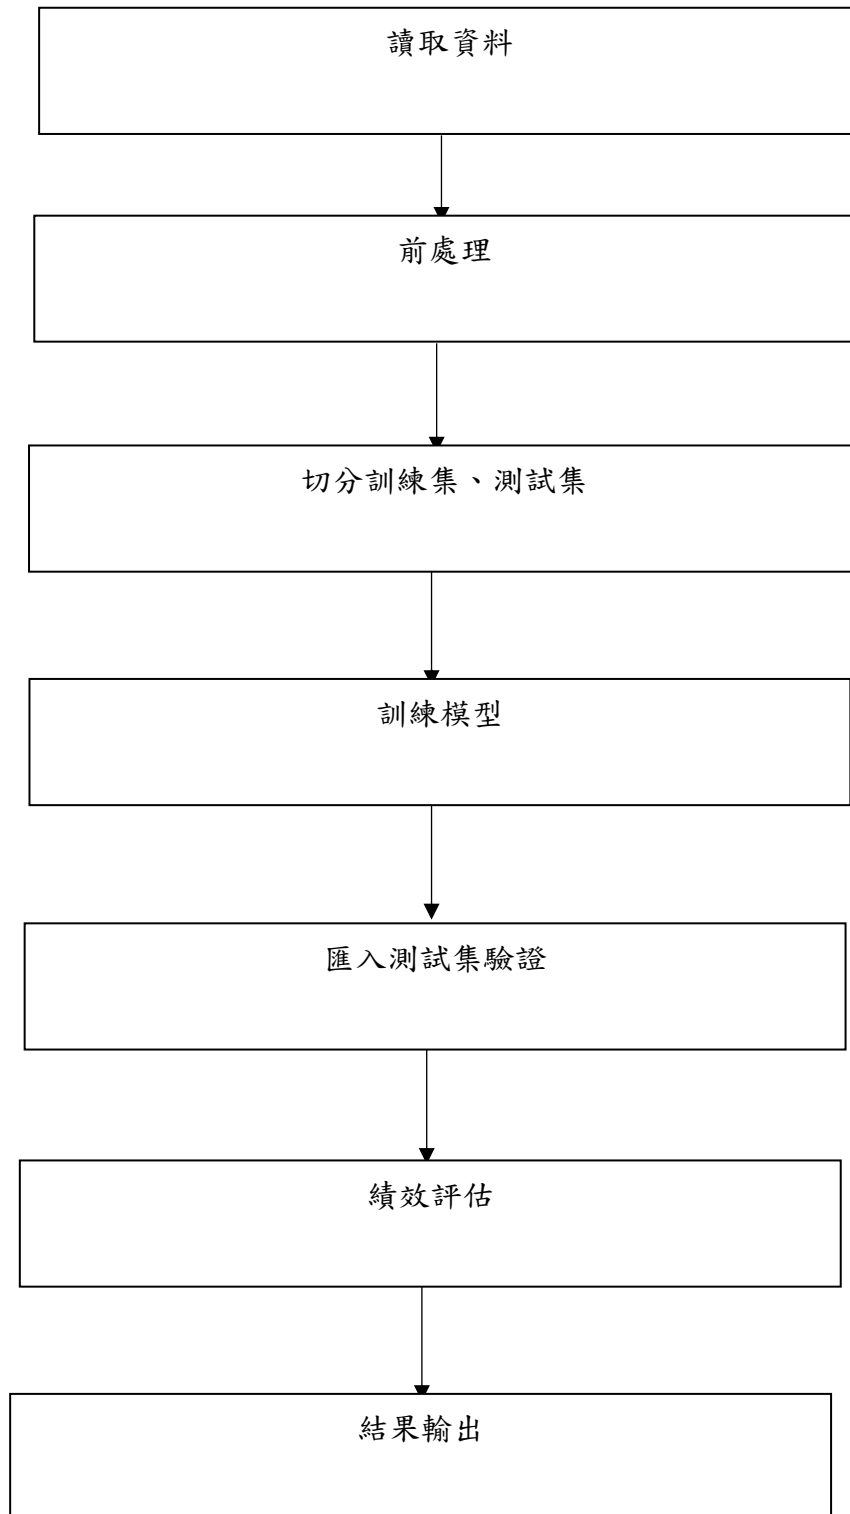 讀取資料
前處理
切分訓練集、測試集
訓練模型
匯入測試集驗證
績效評估
結果輸出